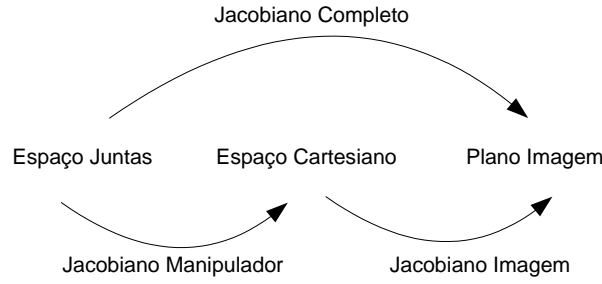 Jacobiano Completo
Espaço Juntas Espaço Cartesiano Plano Imagem
Jacobiano Manipulador Jacobiano Imagem